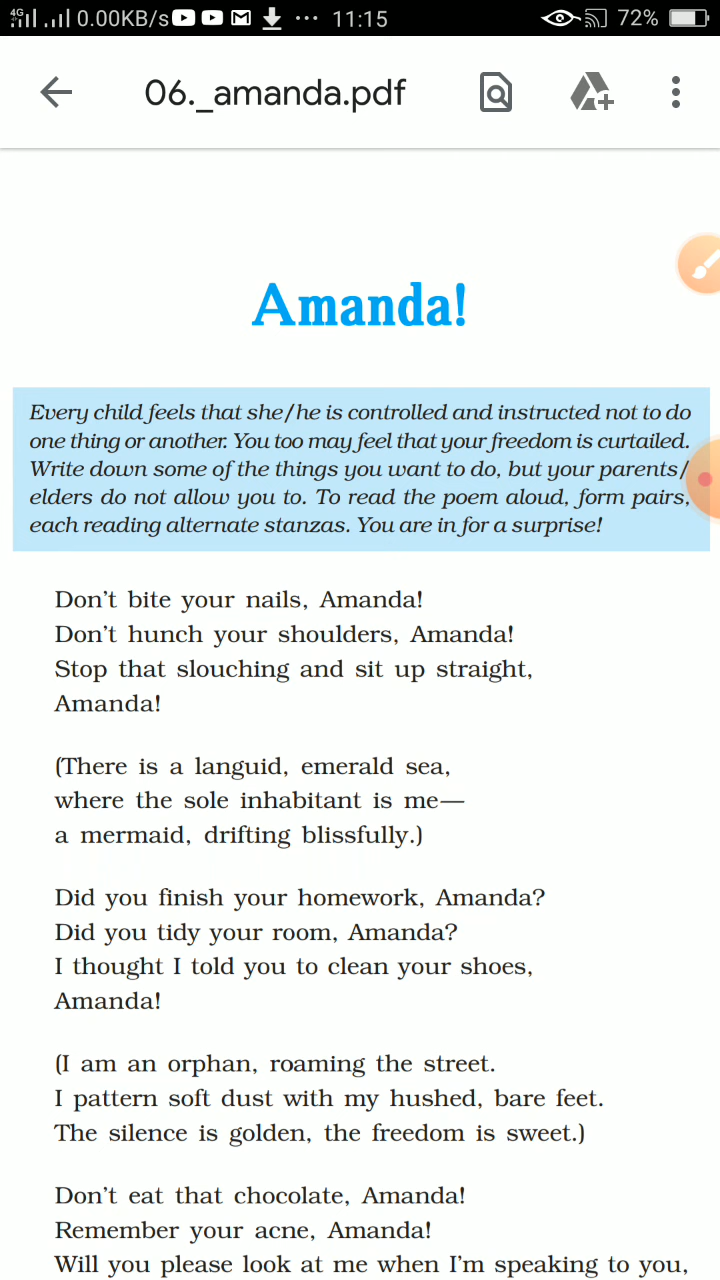 4G 0.00KB/s ... 11:15 72%
06._amanda.pdf
Amanda!
Every child feels that she/he is controlled and instructed not to do
one thing or another. You too may feel that your freedom is curtailed.
Write down some of the things you want to do, but your parents/
elders do not allow you to. To read the poem aloud, form pairs,
each reading alternate stanzas. You are in for a surprise!
Don't bite your nails, Amanda!
Don't hunch your shoulders, Amanda!
Stop that slouching and sit up straight,
Amanda!
(There is a languid, emerald sea,
where the sole inhabitant is me—
a mermaid, drifting blissfully.)
Did you finish your homework, Amanda?
Did you tidy your room, Amanda?
I thought I told you to clean your shoes,
Amanda!
(I am an orphan, roaming the street.
I pattern soft dust with my hushed, bare feet.
The silence is golden, the freedom is sweet.)
Don't eat that chocolate, Amanda!
Remember your acne, Amanda!
Will you please look at me when I'm speaking to you,